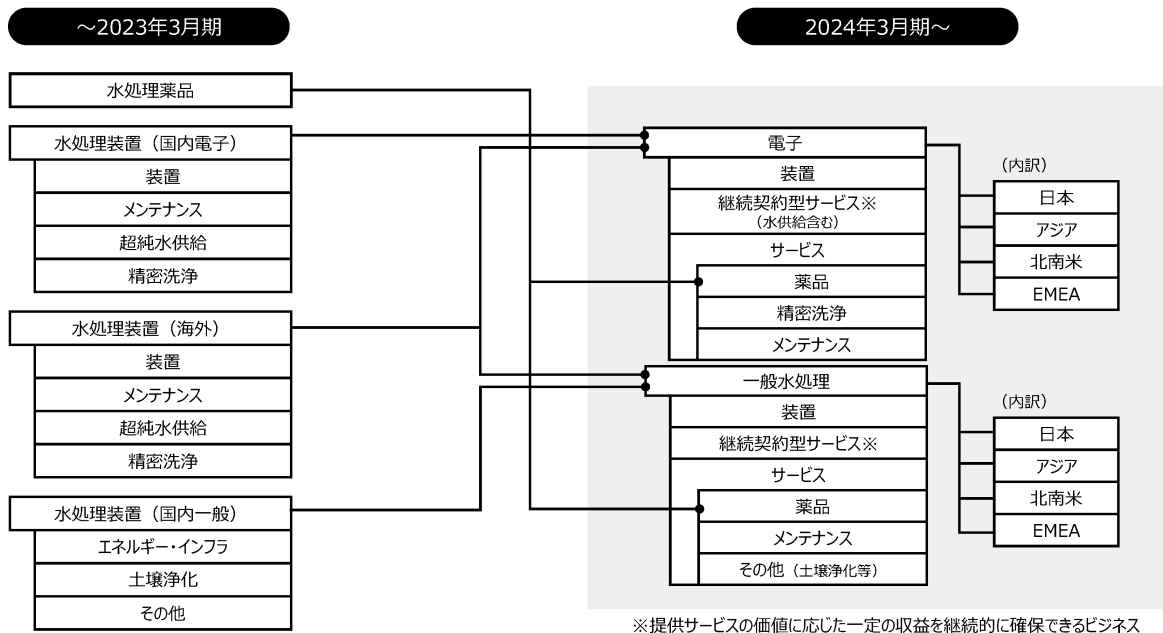 ～2023年3月期
水処理薬品
水処理装置（国内電子）
装置
メンテナンス
超純水供給
精密洗浄
水処理装置（海外）
装置
メンテナンス
超純水供給
精密洗浄
水処理装置（国内一般）
エネルギー・インフラ
土壌浄化
その他
2024年3月期～
電子
装置
継続契約型サービス※
（水供給含む）
サービス
薬品
精密洗浄
メンテナンス
（内訳）
日本
アジア
北南米
EMEA
一般水処理
装置
継続契約型サービス※
サービス
薬品
メンテナンス
その他（土壌浄化等）
（内訳）
日本
アジア
北南米
EMEA
※提供サービスの価値に応じた一定の収益を継続的に確保できるビジネス